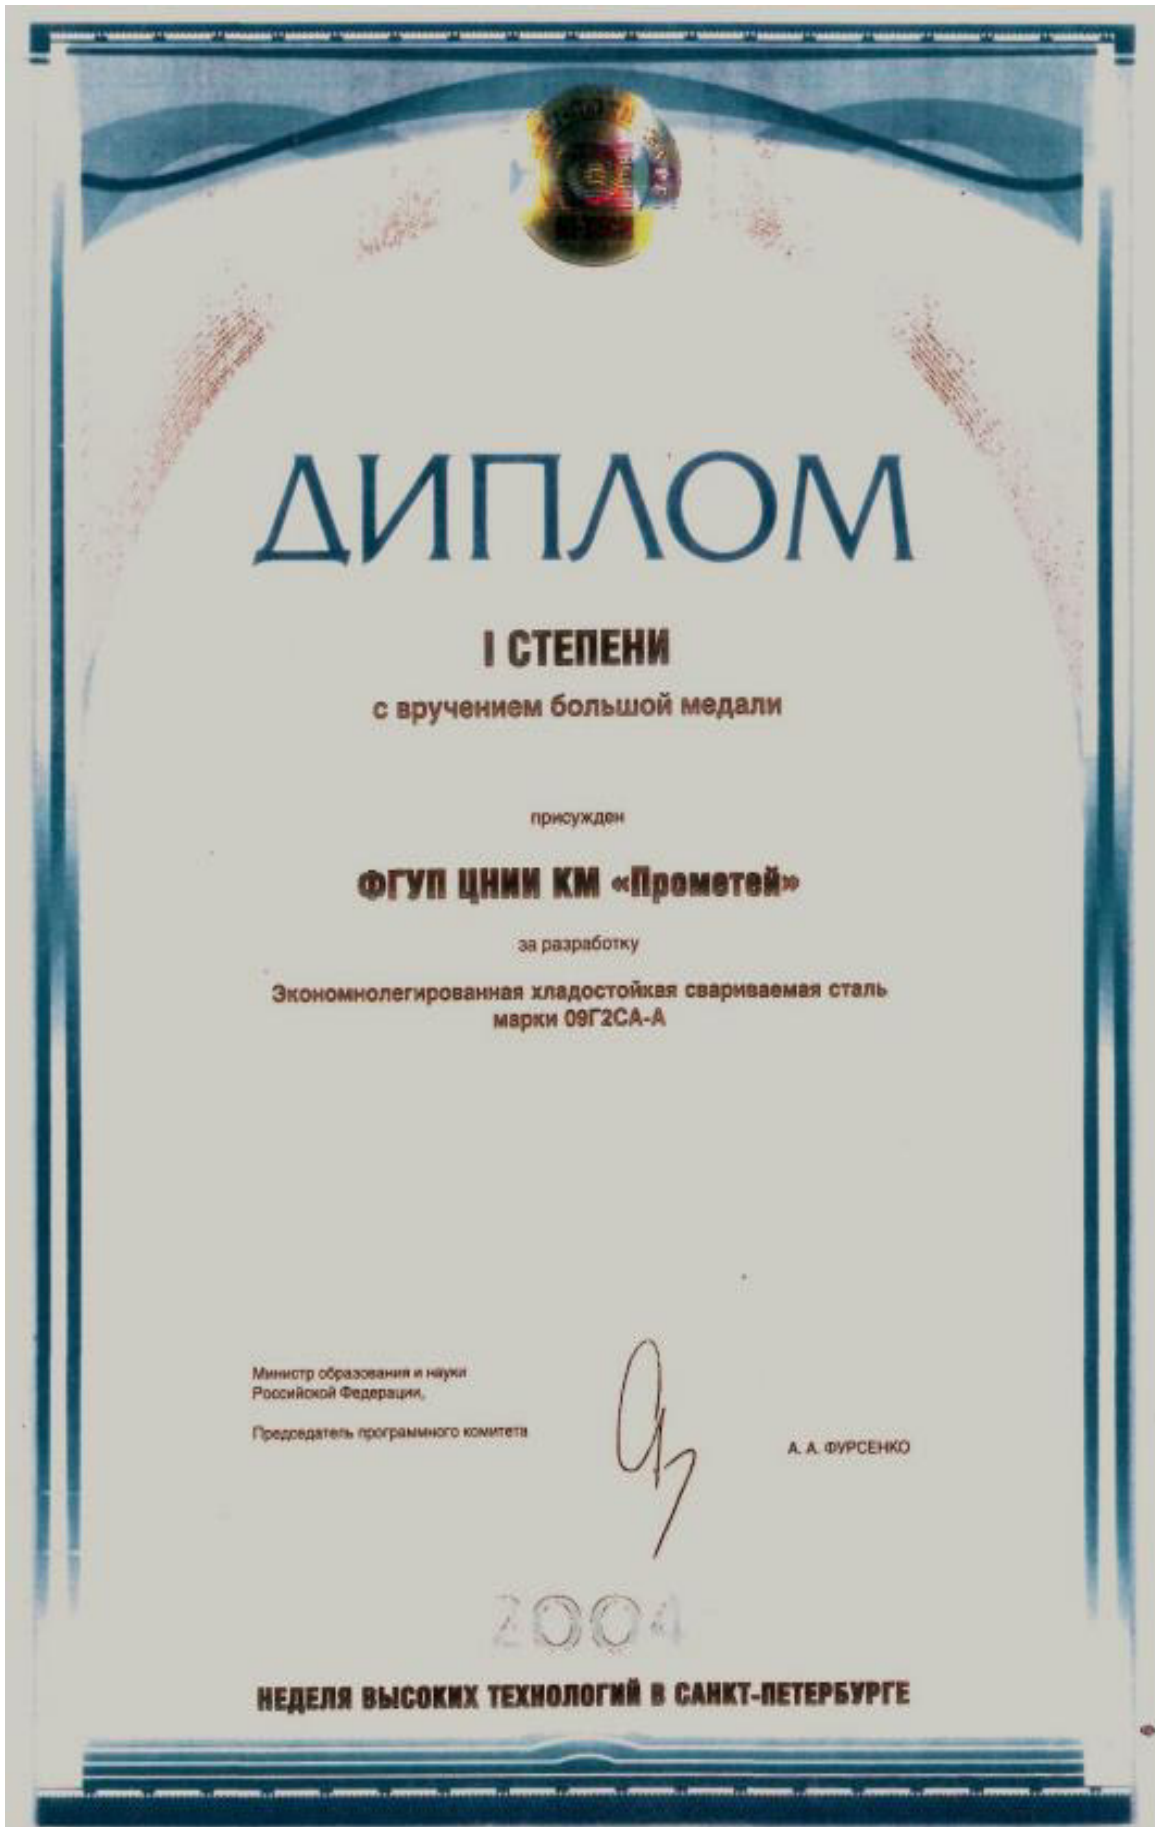 ДИПЛОМ
I СТЕПЕНИ
с вручением большой медали
присужден
ФГУП ЦНИИ КМ «Прометей»
за разработку
Экономнолегированная хладостойкая свариваемая сталь
марки 09Г2СА-А
Министр образования и науки
Российской Федерации,
Председатель программного комитета
А. А. ФУРСЕНКО
2004
НЕДЕЛЯ ВЫСОКИХ ТЕХНОЛОГИЙ В САНКТ-ПЕТЕРБУРГЕ